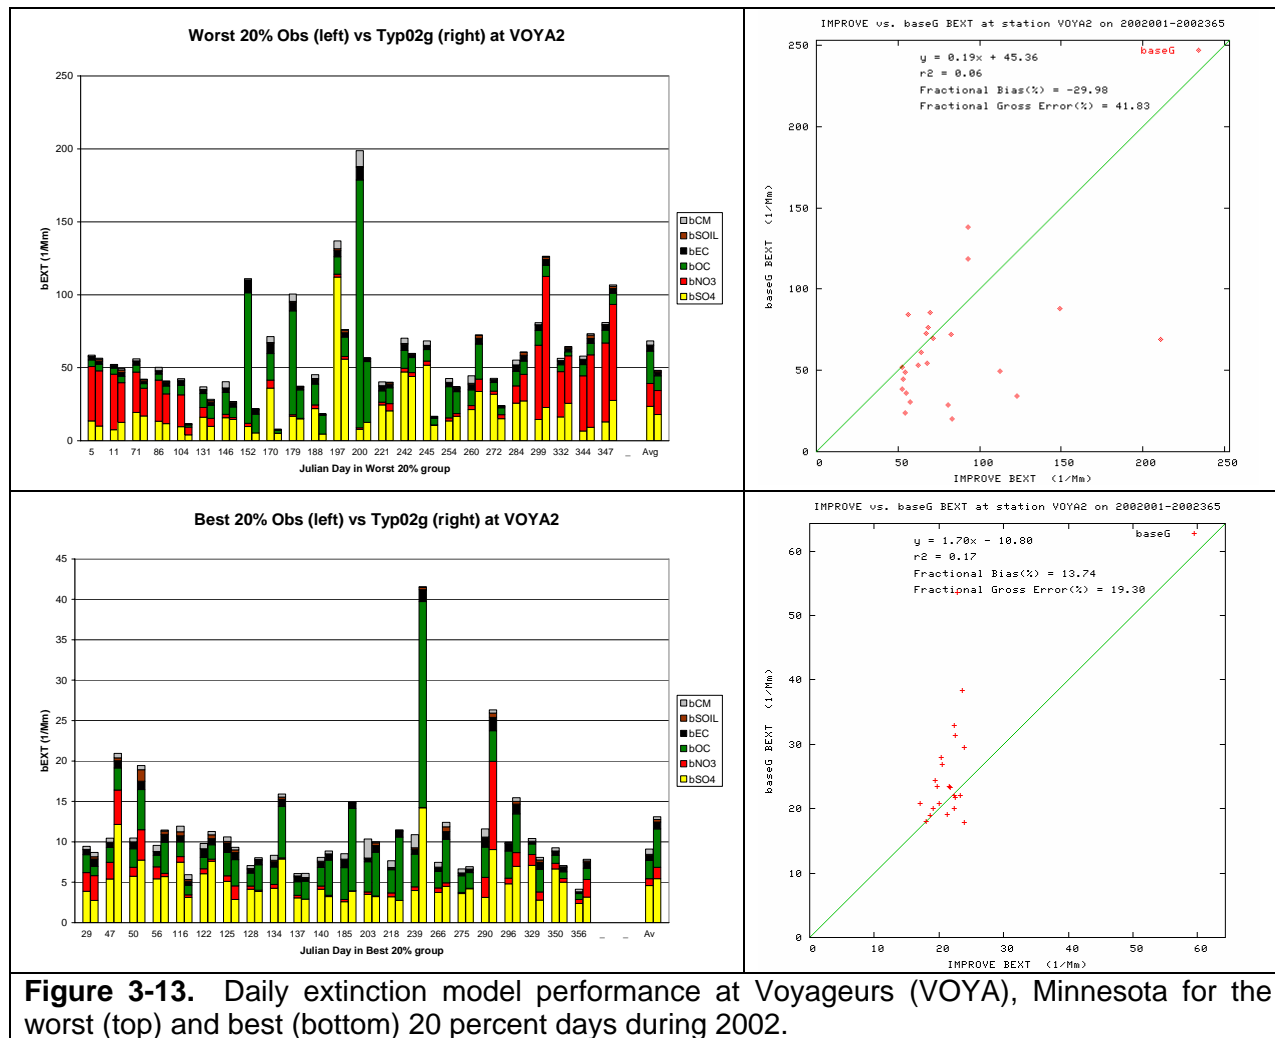 Worst 20% Obs (left) vs Typ02g (right) at VOYA2
250
200
150
100
50
0
bEXT (1/Mm)
5 11 71 86 104 131 146 152 170 179 188 197 200 221 242 245 254 260 272 284 299 332 344 347 _ Avg
Julian Day in Worst 20% group
bCM
bSOIL
bEC
bOC
bNO3
bSO4
IMPROVE vs. baseG BEXT at station VOYA2 on 2002001-2002365
baseG
y = 0.19x + 45.36
r2 = 0.06
Fractional Bias(%) = -29.98
Fractional Gross Error(%) = 41.83
250
200
150
100
50
0
baseG BEXT (1/Mm)
0 50 100 150 200 250
IMPROVE BEXT (1/Mm)
Best 20% Obs (left) vs Typ02g (right) at VOYA2
45
40
35
30
25
20
15
10
5
0
bEXT (1/Mm)
29 47 50 56 116 122 125 128 134 137 140 185 203 218 239 266 275 290 296 329 350 356 _ _ Av
Julian Day in Best 20% group
bCM
bSOIL
bEC
bOC
bNO3
bSO4
IMPROVE vs. baseG BEXT at station VOYA2 on 2002001-2002365
baseG
y = 1.70x - 10.80
r2 = 0.17
Fractional Bias(%) = 13.74
Fractional Gross Error(%) = 19.30
60
50
40
30
20
10
0
baseG BEXT (1/Mm)
0 10 20 30 40 50 60
IMPROVE BEXT (1/Mm)
Figure 3-13. Daily extinction model performance at Voyageurs (VOYA), Minnesota for the
worst (top) and best (bottom) 20 percent days during 2002.